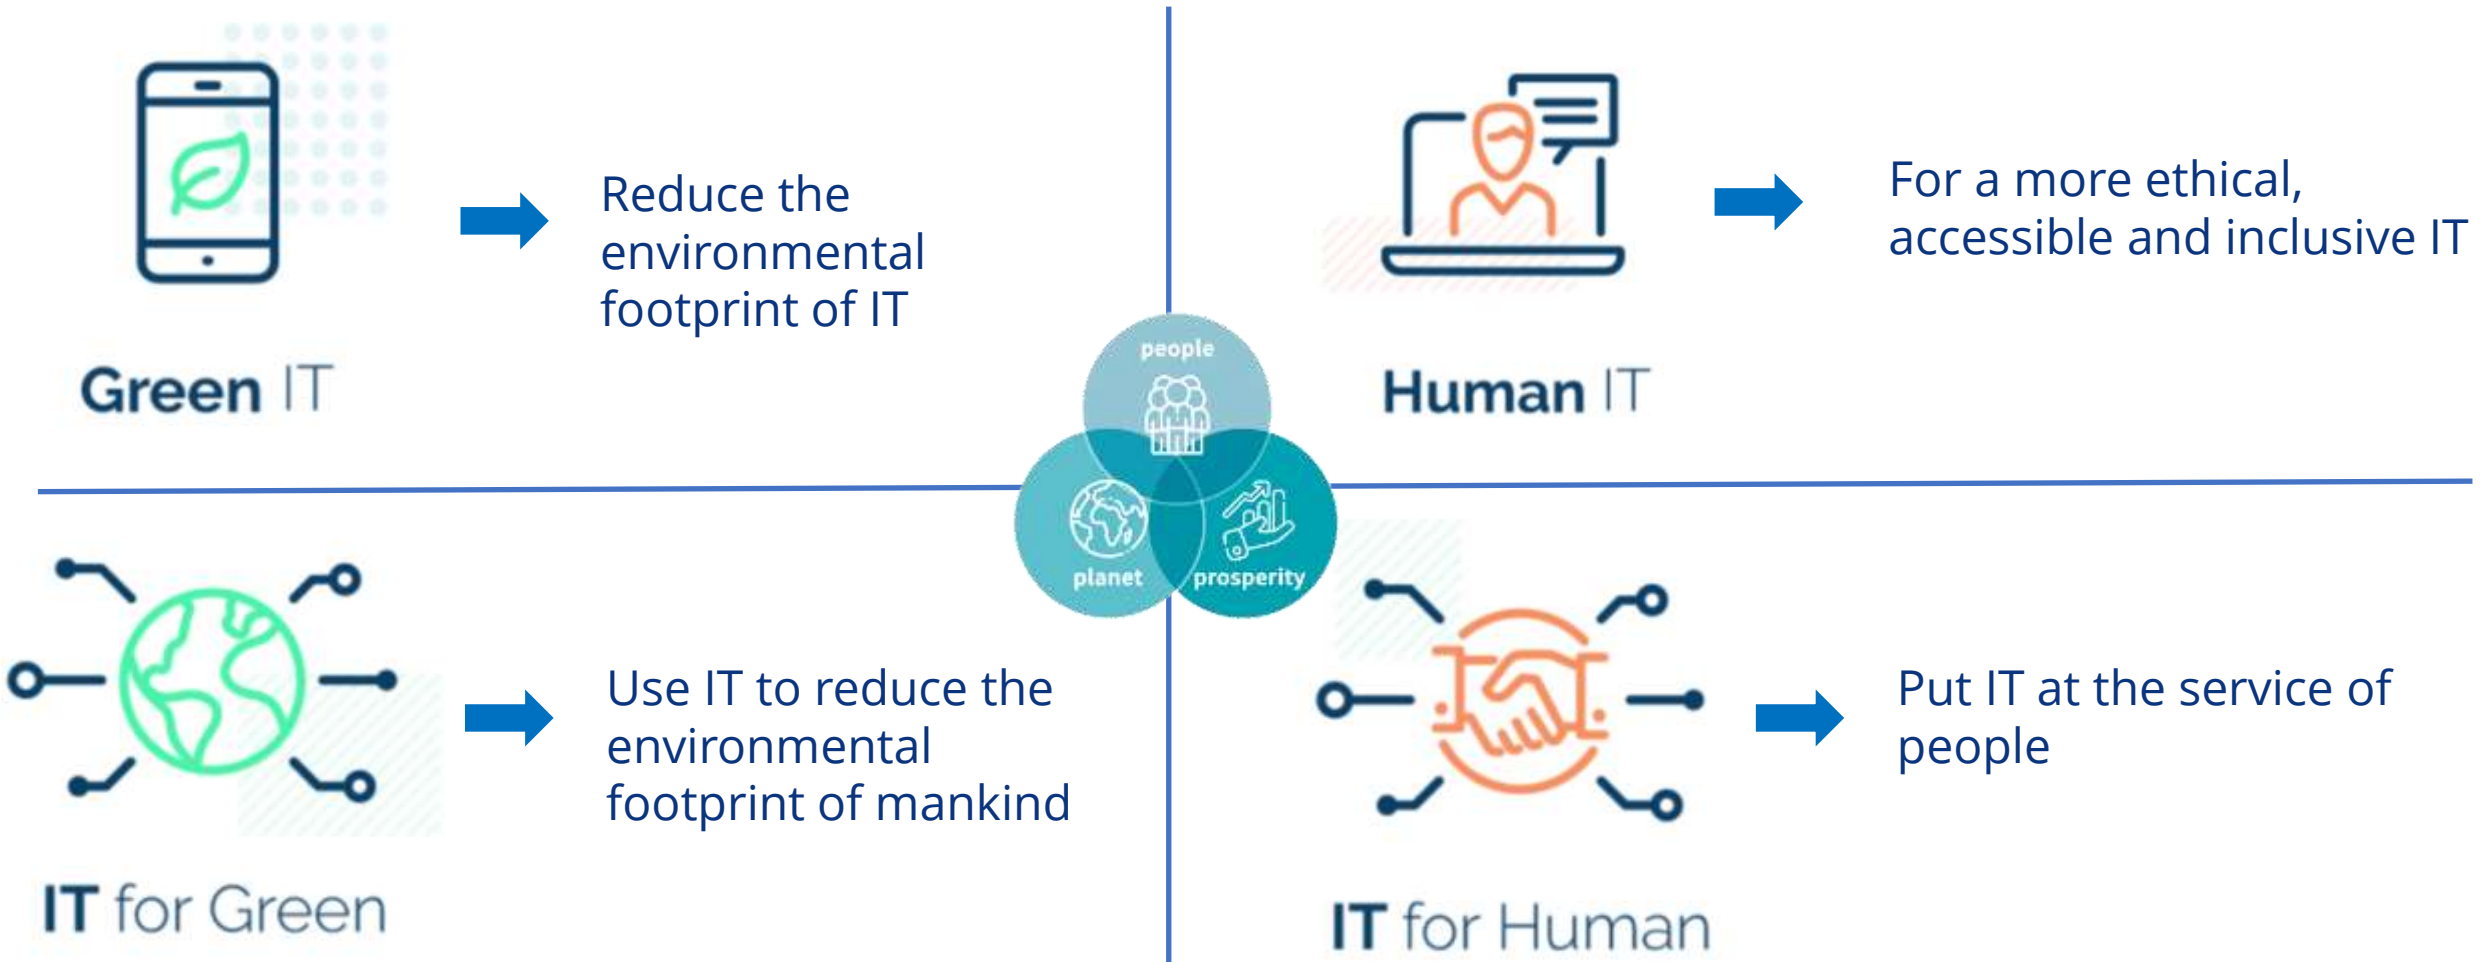 Reduce the
environmental
footprint of IT
Green IT
For a more ethical,
accessible and inclusive IT
Human IT
people
planet
prosperity
Use IT to reduce the
environmental
footprint of mankind
IT for Green
Put IT at the service of
people
IT for Human